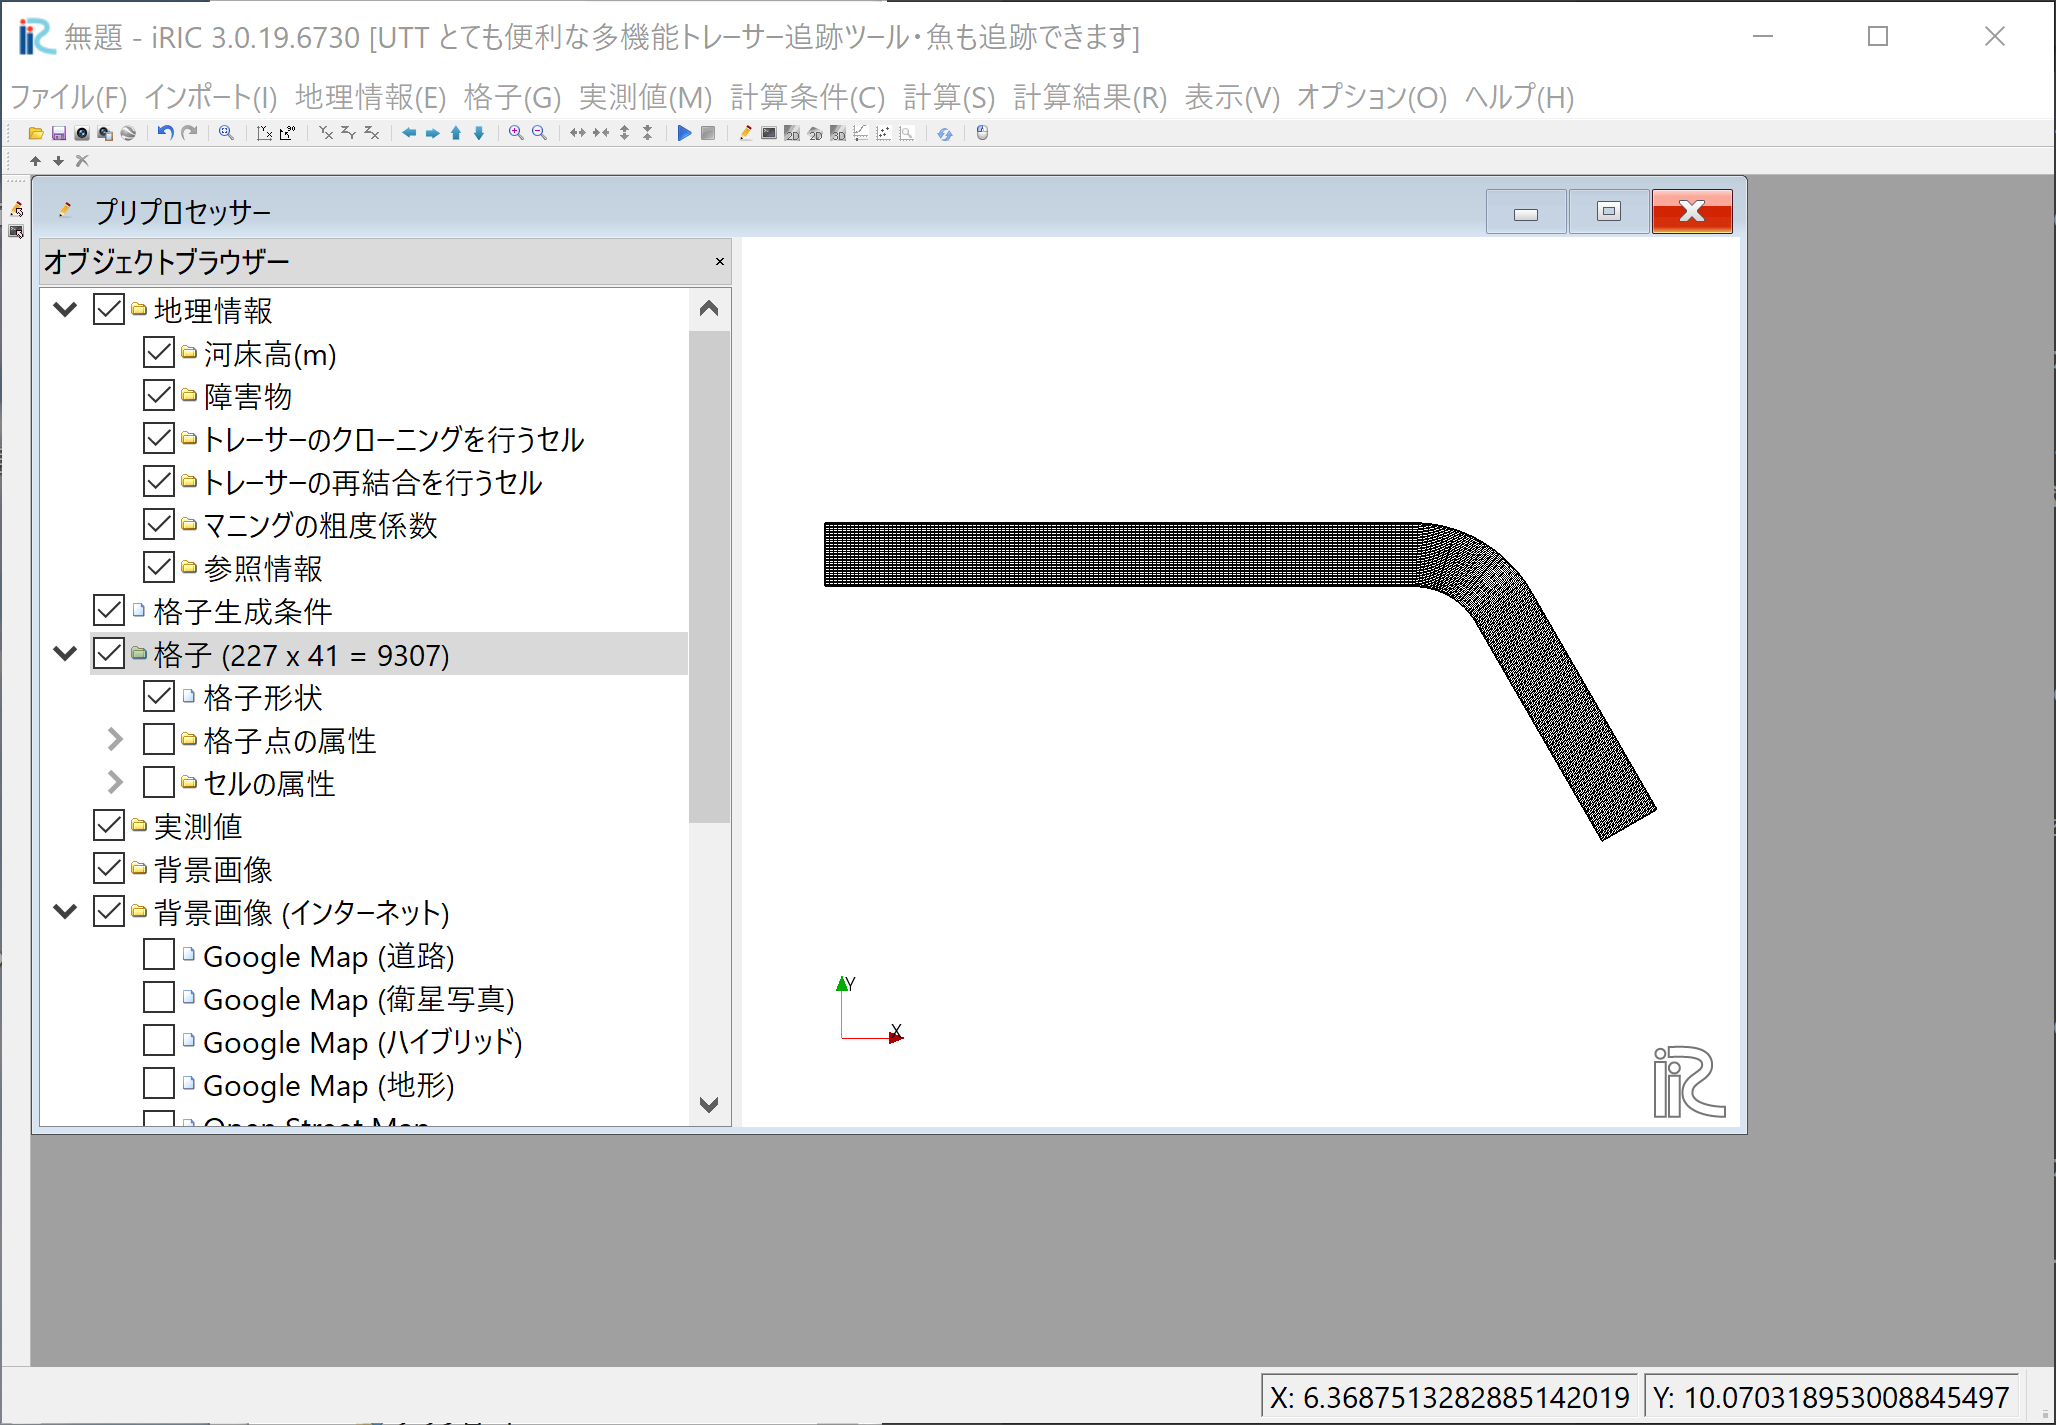 無題 - iRIC 3.0.19.6730 [UTT とても便利な多機能トレーサー追跡ツール・魚も追跡できます]
ファイル(F) インポート(I) 地理情報(E) 格子(G) 実測値(M) 計算条件(C) 計算(S) 計算結果(R) 表示(V) オプション(O) ヘルプ(H)
プリプロセッサー
オブジェクトブラウザー
地理情報
河床高(m)
障害物
トレーサーのクローニングを行うセル
トレーサーの再結合を行うセル
マニングの粗度係数
参照情報
格子生成条件
格子 (227 x 41 = 9307)
格子形状
格子点の属性
セルの属性
実測値
背景画像
背景画像 (インターネット)
Google Map (道路)
Google Map (衛星写真)
Google Map (ハイブリッド)
Google Map (地形)
Open Street Map
Y
X
iRIC
X: 6.3687513282885142019
Y: 10.070318953008845497